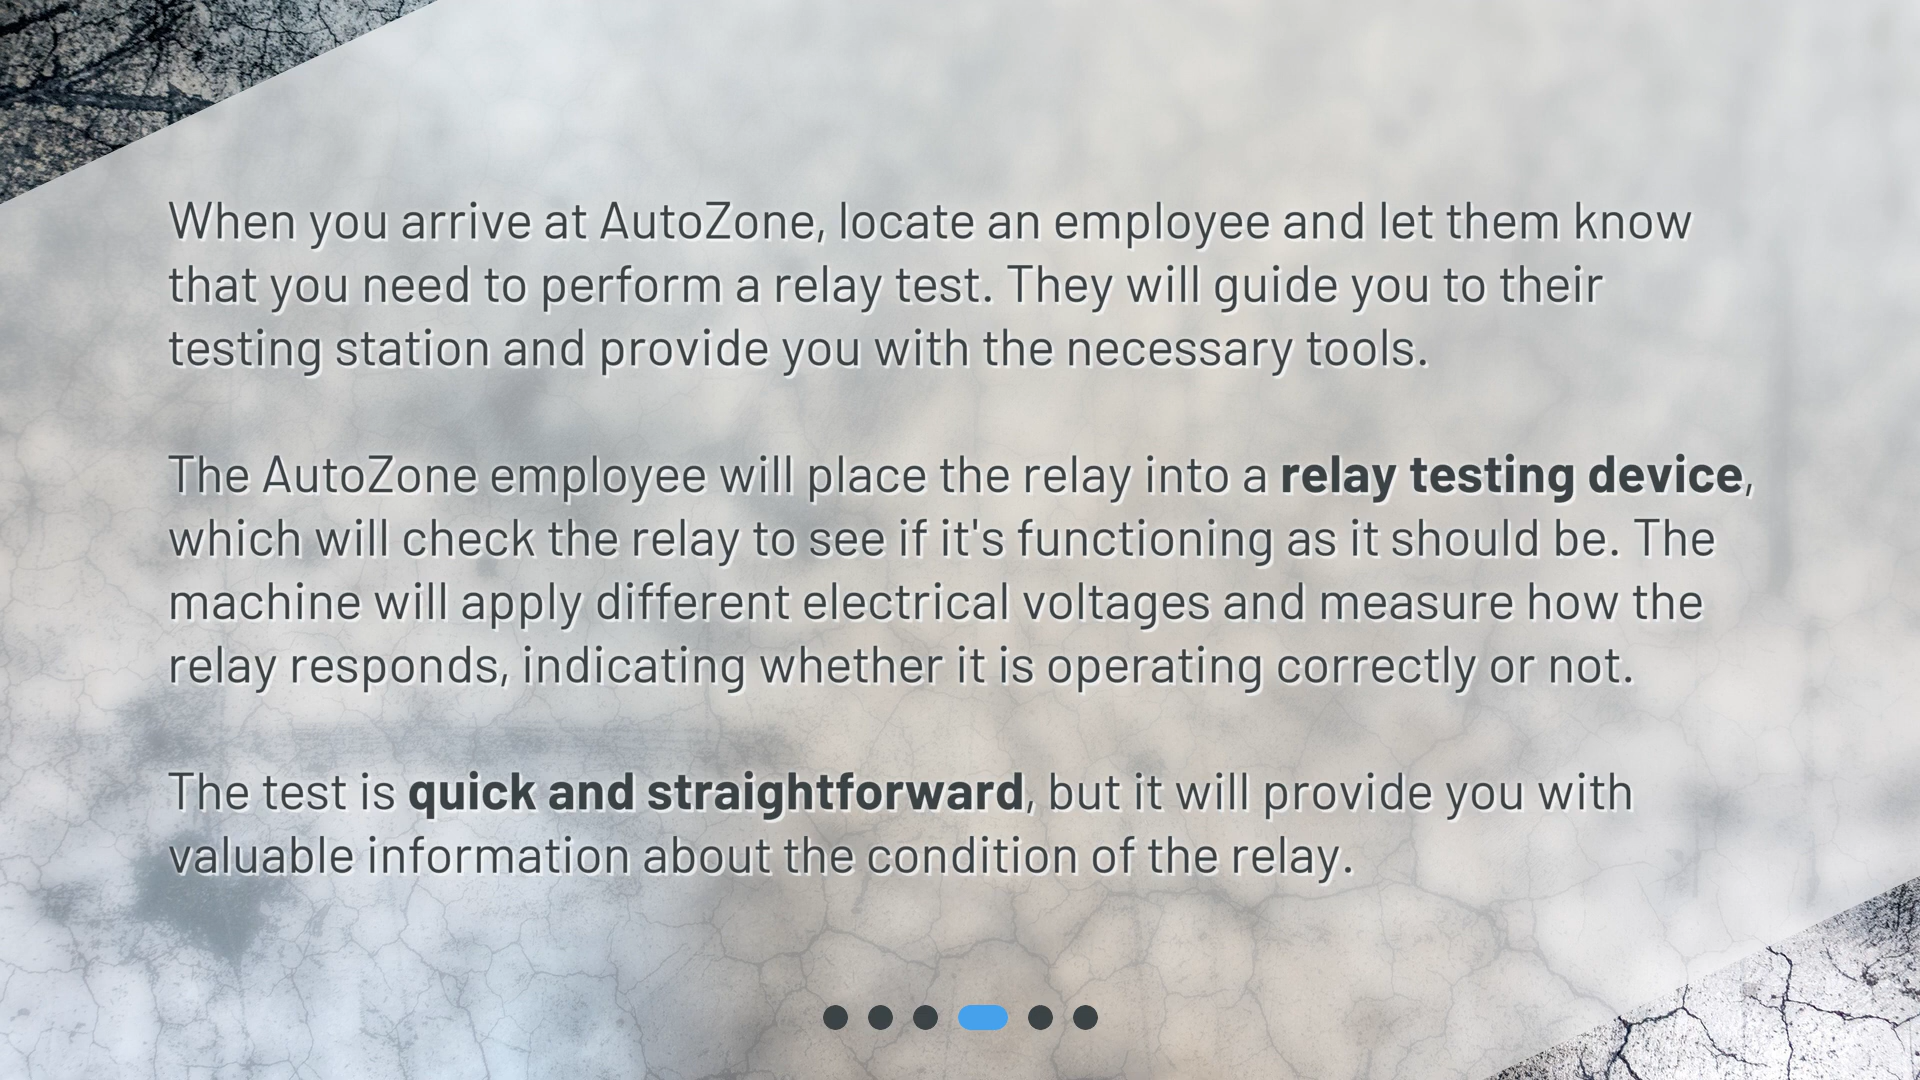 When you arrive at AutoZone, locate an employee and let them know
that you need to perform a relay test. They will guide you to their
testing station and provide you with the necessary tools.
The AutoZone employee will place the relay into a relay testing device,
which will check the relay to see if it's functioning as it should be. The
machine will apply different electrical voltages and measure how the
relay responds, indicating whether it is operating correctly or not.
The test is quick and straightforward, but it will provide you with
valuable information about the condition of the relay.